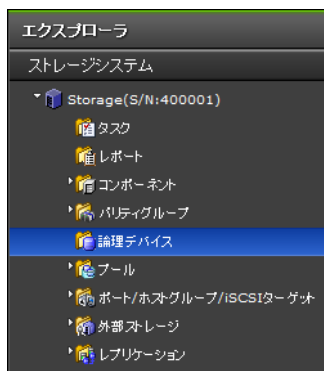 エクスプローラ
ストレージシステム
Storage(S/N:400001)
タスク
レポート
コンポーネント
パリティグループ
論理デバイス
プール
ポート/ホストグループ/iSCSIターゲット
外部ストレージ
レプリケーション